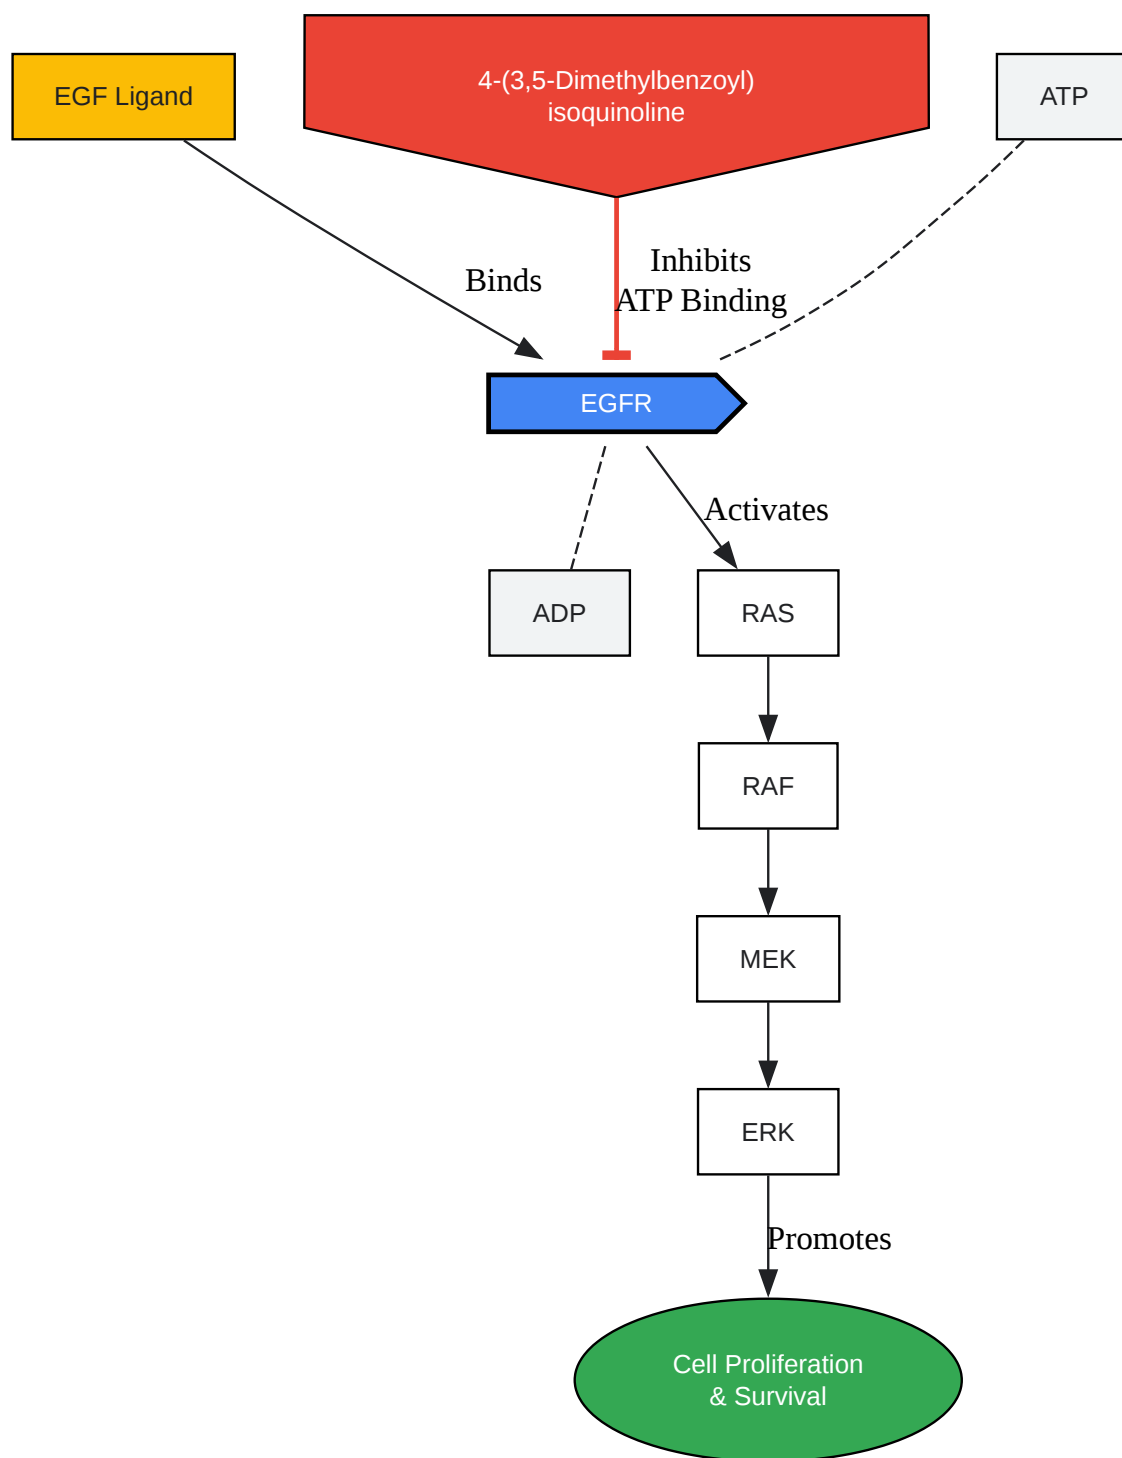 EGF Ligand
4-(3,5-Dimethylbenzoyl)
isoquinoline
ATP
Binds
Inhibits
ATP Binding
EGFR
Activates
ADP
RAS
RAF
MEK
ERK
Promotes
Cell Proliferation
& Survival